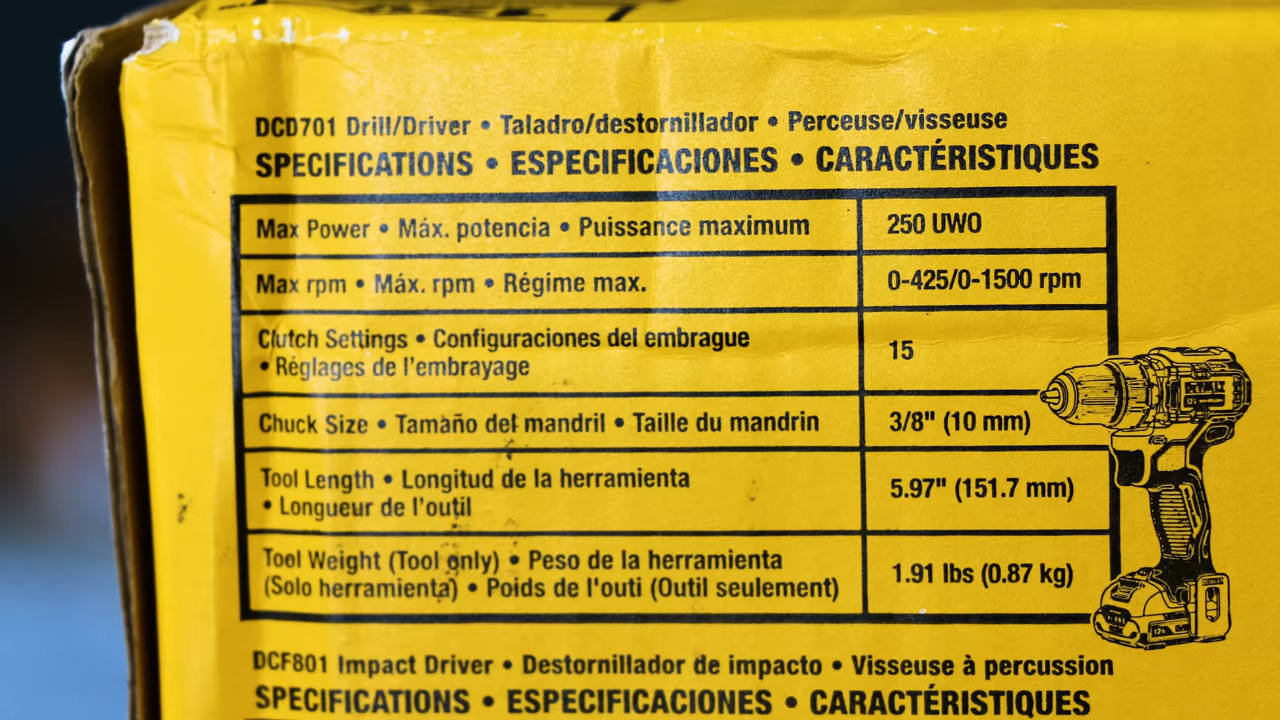 DCD701 Drill/Driver • Taladro/destornillador • Perceuse/visseuse
SPECIFICATIONS • ESPECIFICACIONES • CARACTÉRISTIQUES
Max Power • Máx. potencia • Puissance maximum
250 UWO
Max rpm • Máx. rpm • Régime max.
0-425/0-1500 rpm
Clutch Settings • Configuraciones del embrague
• Réglages de l'embrayage
15
Chuck Size • Tamaño del mandril • Taille du mandrin
3/8" (10 mm)
Tool Length • Longitud de la herramienta
• Longueur de l'outil
5.97" (151.7 mm)
Tool Weight (Tool only) • Peso de la herramienta
(Solo herramienta) • Poids de l'outi (Outil seulement)
1.91 lbs (0.87 kg)
DEWALT
DCF801 Impact Driver • Destornillador de impacto • Visseuse à percussion
SPECIFICATIONS • ESPECIFICACIONES • CARACTÉRISTIQUES